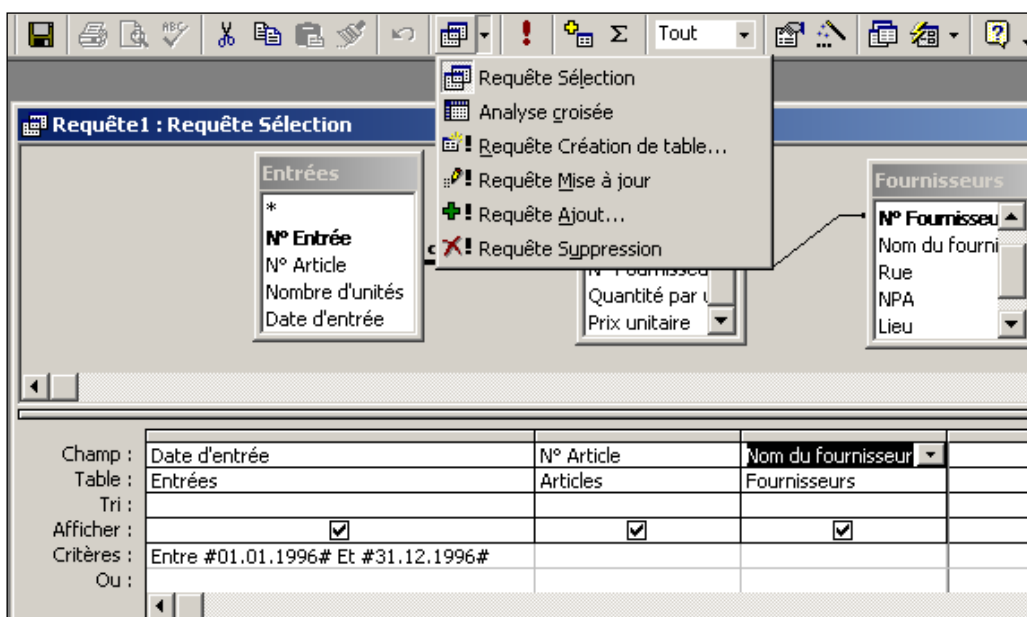 ABC
Σ Tout
Requête Sélection
Analyse croisée
Requête Création de table...
Requête Mise à jour
Requête Ajout...
Requête Suppression
Requête1 : Requête Sélection
Entrées
*
N° Entrée
N° Article
Nombre d'unités
Date d'entrée
Quantité par
Prix unitaire
Fournisseurs
N° Fournisseu
Nom du fourni
Rue
NPA
Lieu
Champ : Date d'entrée N° Article Nom du fournisseur
Table : Entrées Articles Fournisseurs
Tri :
Afficher :
Critères : Entre #01.01.1996# Et #31.12.1996#
Ou :